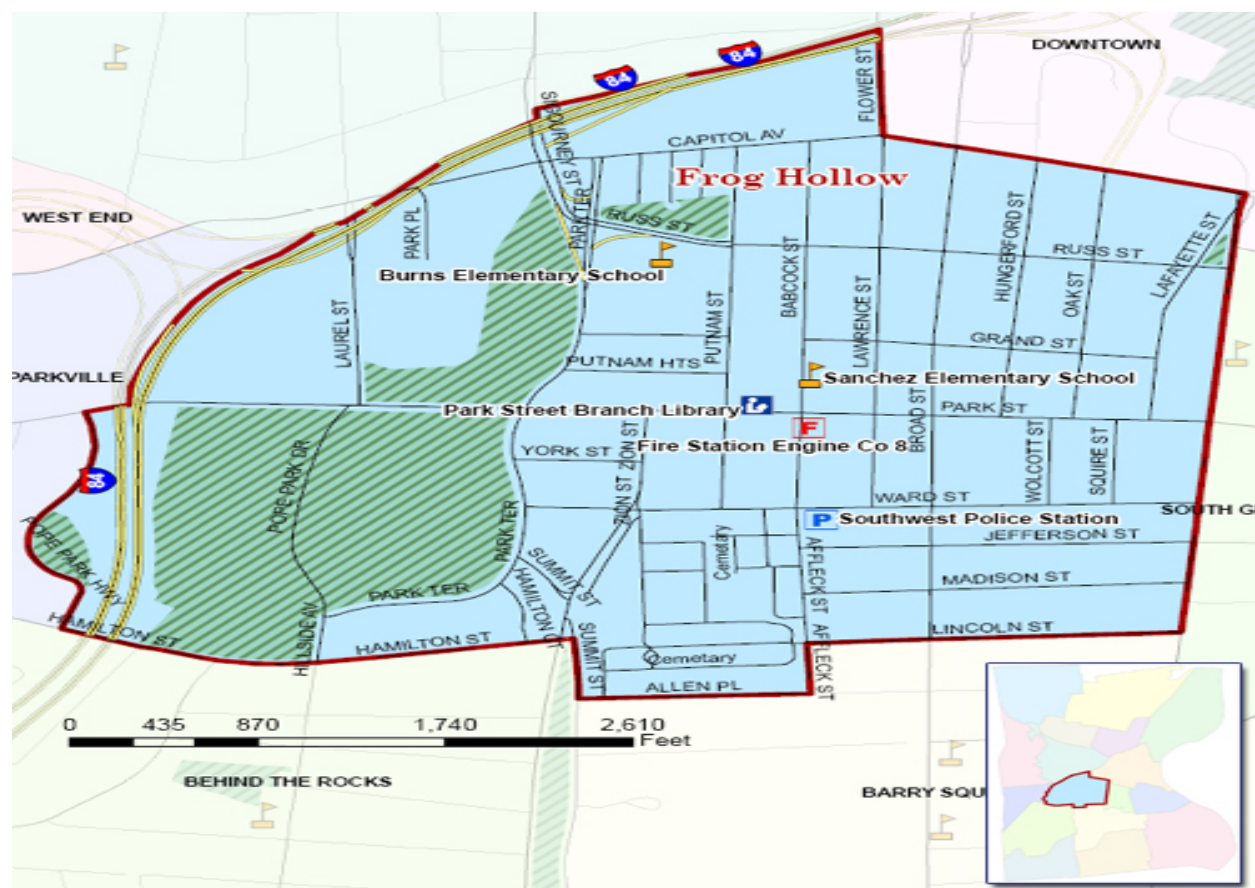 84
84
DOWNTOWN
FLOWER ST
SIGOURNEY ST
CAPITOL AV
Frog Hollow
WEST END
PARK PL
PARK TER
RUSS ST
HUNGERFORD ST
OAK ST
RUSS ST
LAFAYETTE ST
Burns Elementary School
LAUREL ST
PUTNAM ST
BABCOCK ST
LAWRENCE ST
GRAND ST
PUTNAM HTS
PARKVILLE
Sanchez Elementary School
Park Street Branch Library
BROAD ST
PARK ST
F
Fire Station Engine Co 8
YORK ST
ZION ST
WOLCOTT ST
SQUIRE ST
84
POPE PARK DR
ZION ST
WARD ST
SOUTH G
POPE PARK HWY
PARK TER
P
Southwest Police Station
JEFFERSON ST
Cemetary
SUMMIT ST
HAMILTON CT
AFFLECK ST
MADISON ST
PARK TER
HAMILTON ST
HILLSIDE AV
HAMILTON ST
SUMMIT ST
Cemetary
AFFLECK ST
LINCOLN ST
ALLEN PL
0 435 870 1,740 2,610
Feet
BEHIND THE ROCKS
BARRY SQU